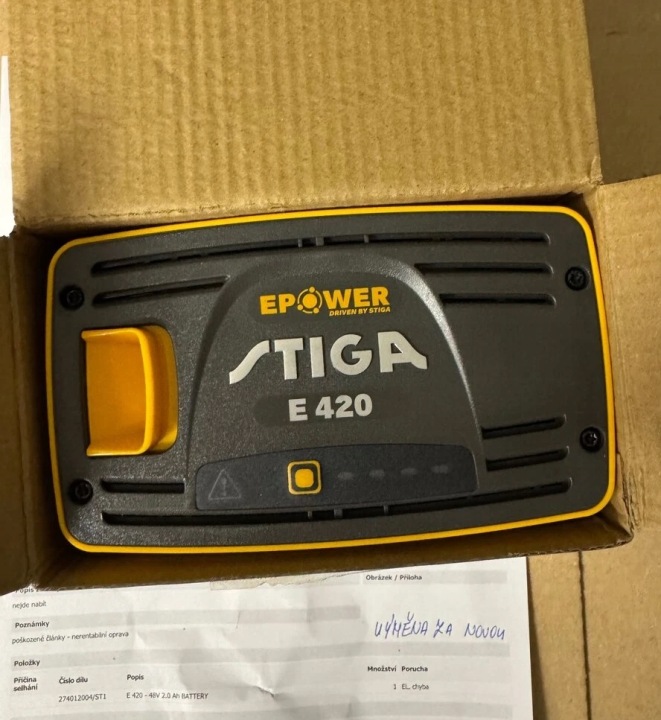 EPOWER
DRIVEN BY STIGA
STIGA
E 420
Obrázek / Příloha
Popis
nejde nabít
Poznámky
poškozené články - nerentabilní oprava
VÝMĚNA ZA NOVOU
Položky
Příčina selhání Číslo dílu Popis Množství Porucha
274012004/ST1 E 420 - 48V 2.0 Ah BATTERY 1 EL. chyba